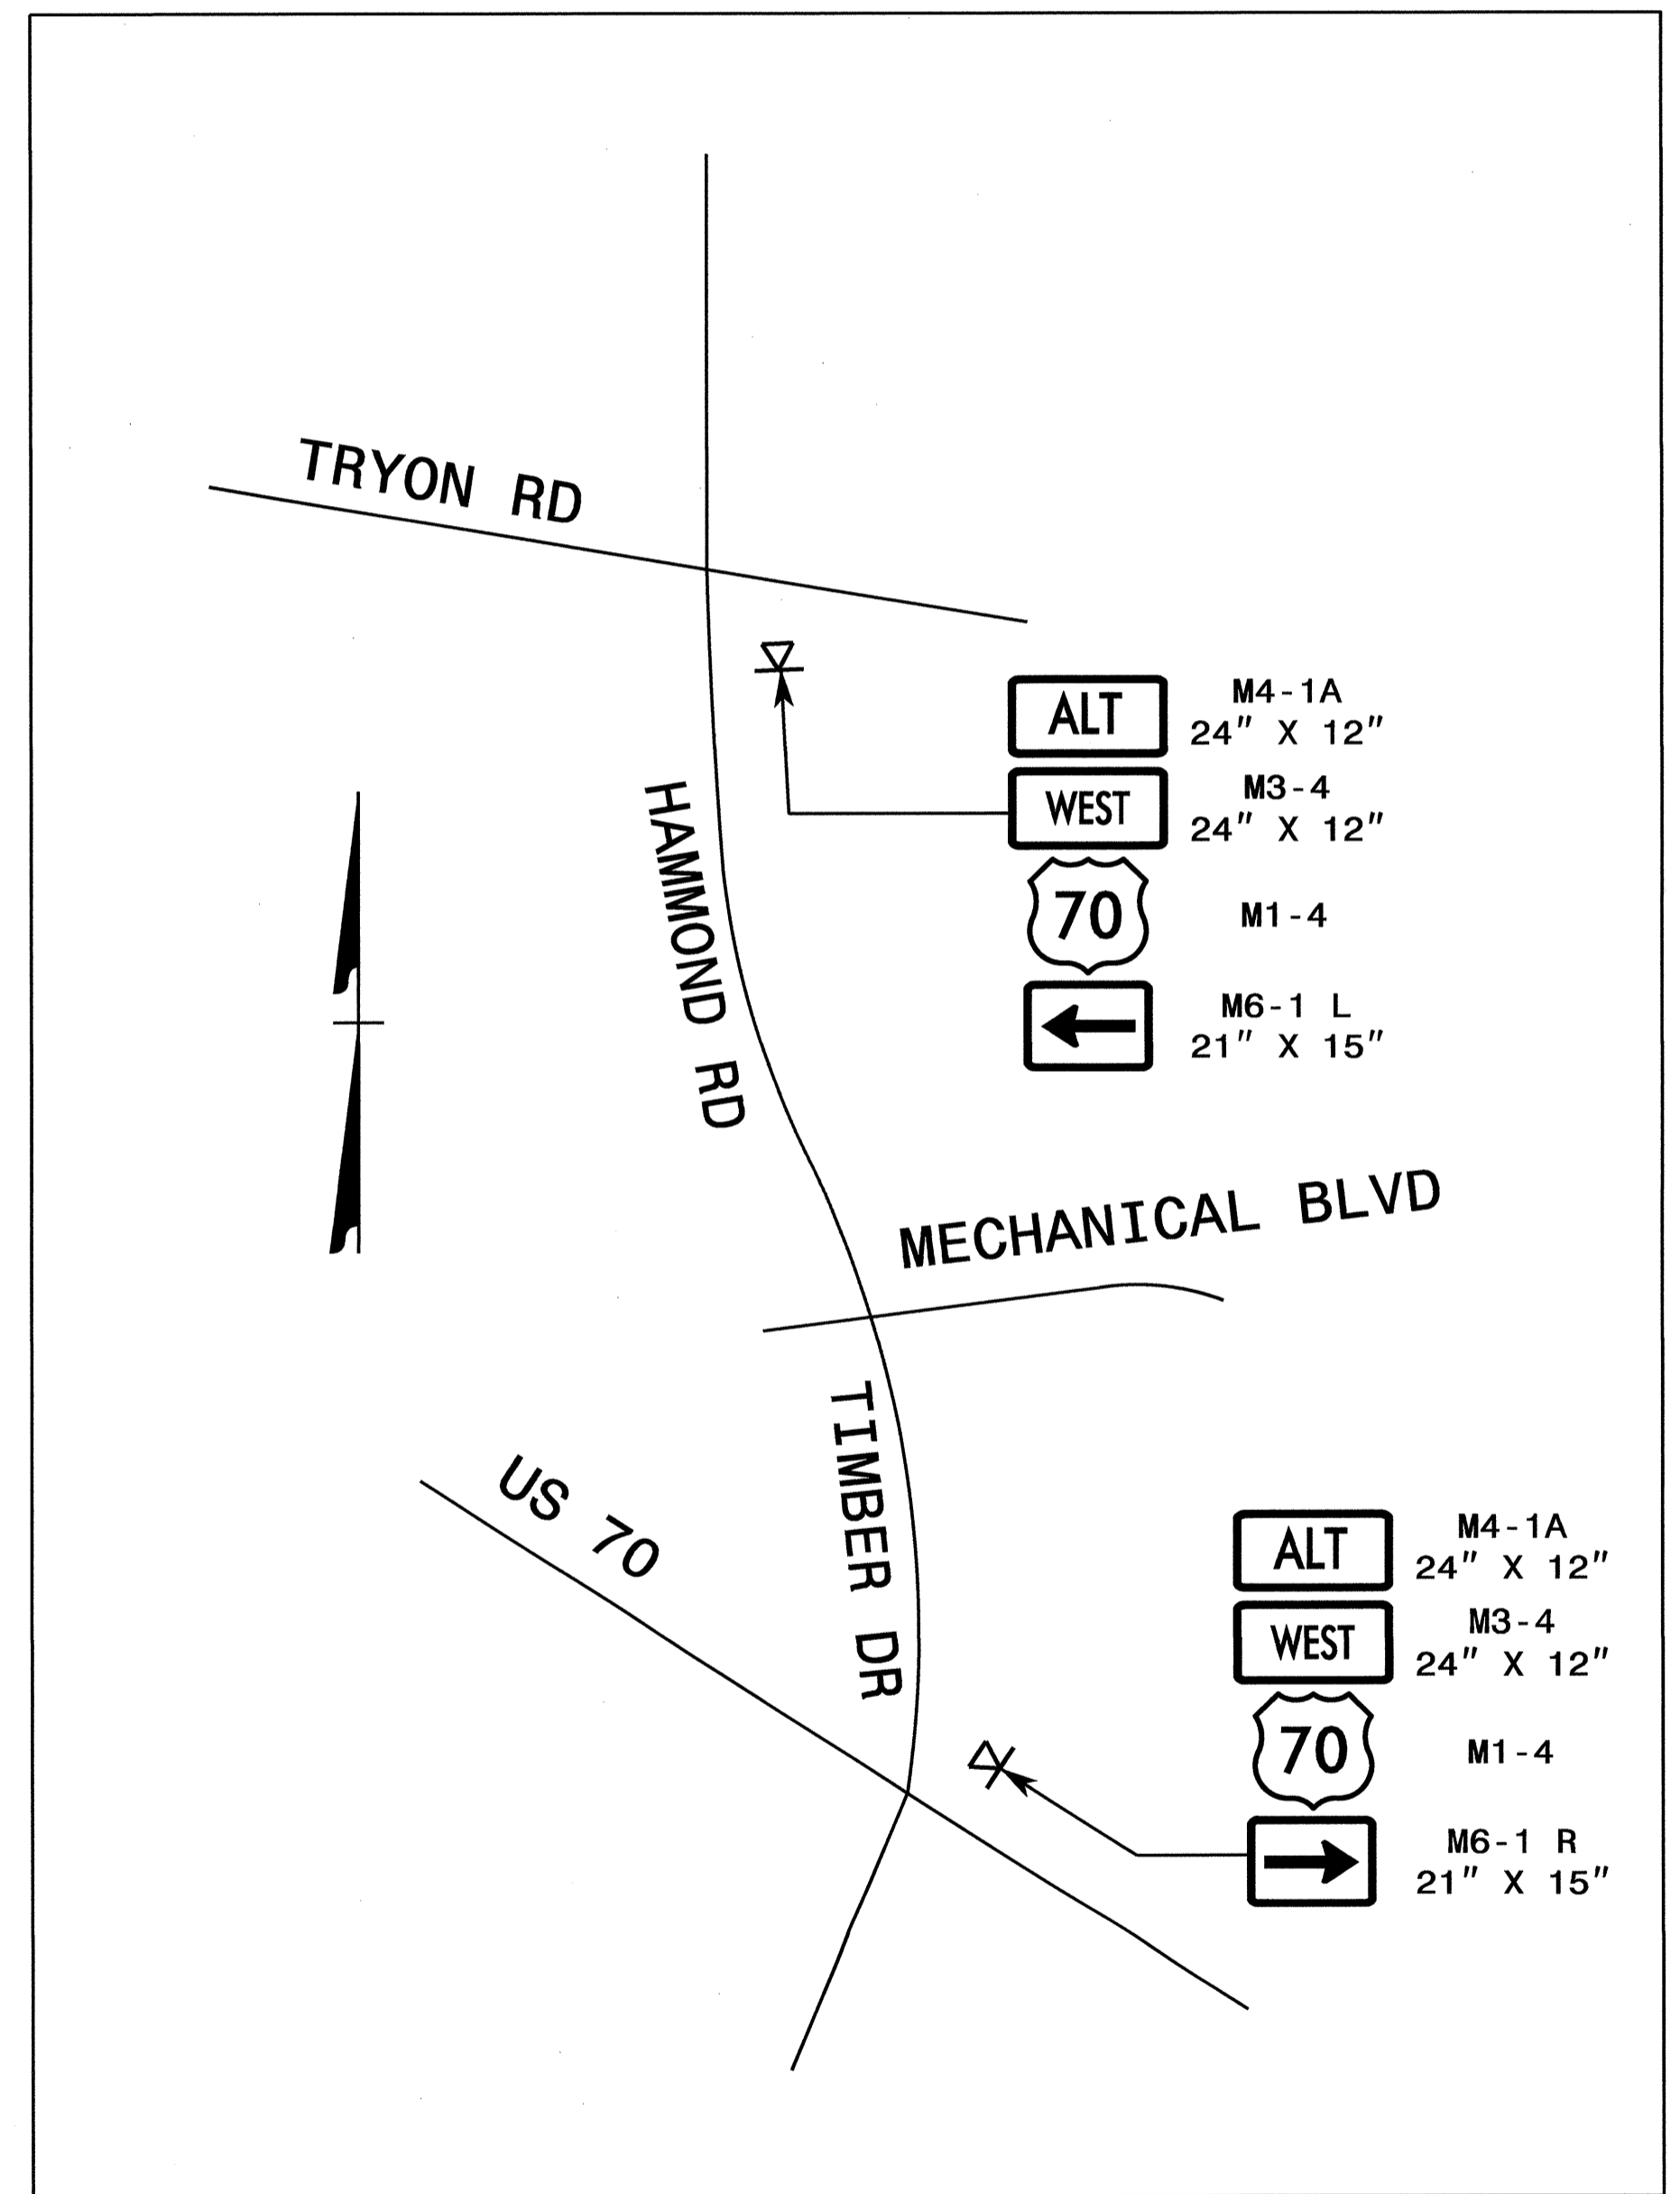 TRYON RD
ALT
M4-1A
24" X 12"
WEST
M3-4
24" X 12"
70
M1-4
M6-1 L
21" X 15"
HAMMOND RD
MECHANICAL BLVD
TIMBER DR
US 70
ALT
M4-1A
24" X 12"
WEST
M3-4
24" X 12"
70
M1-4
M6-1 R
21" X 15"